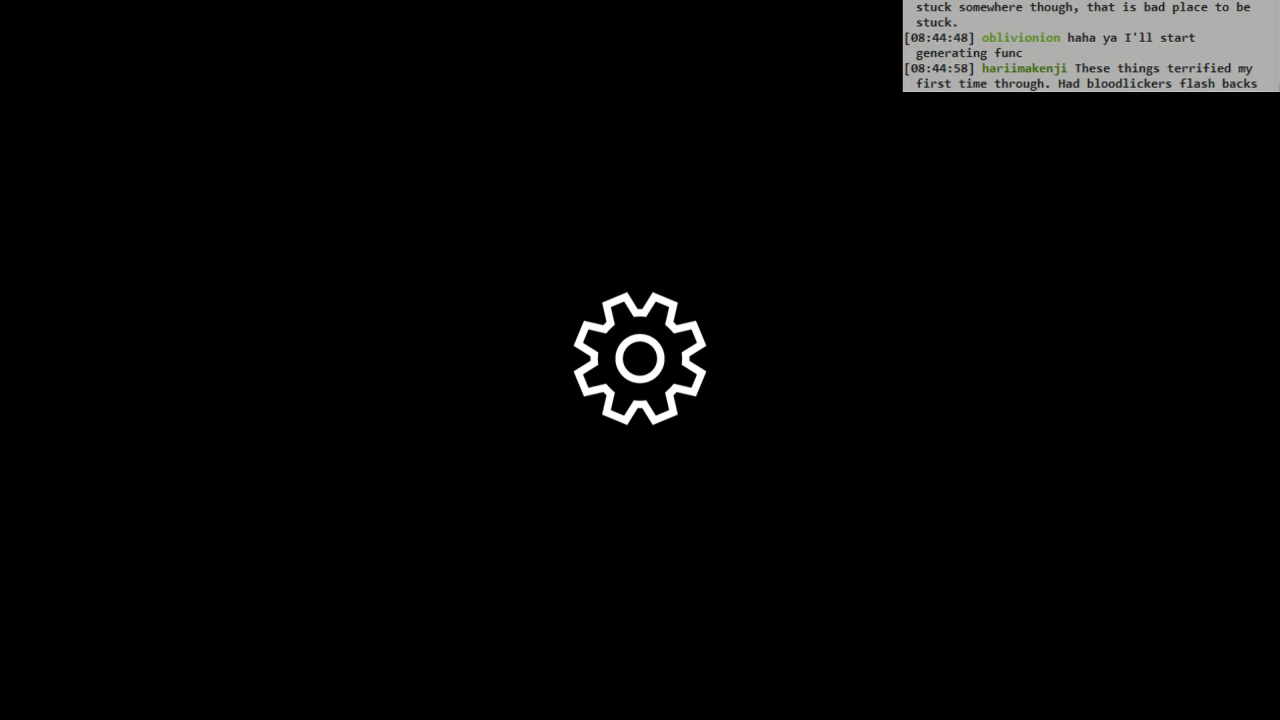 stuck somewhere though, that is bad place to be
stuck.
[08:44:48] oblivionion haha ya I'll start
generating func
[08:44:58] hariimakenji These things terrified my
first time through. Had bloodlickers flash backs